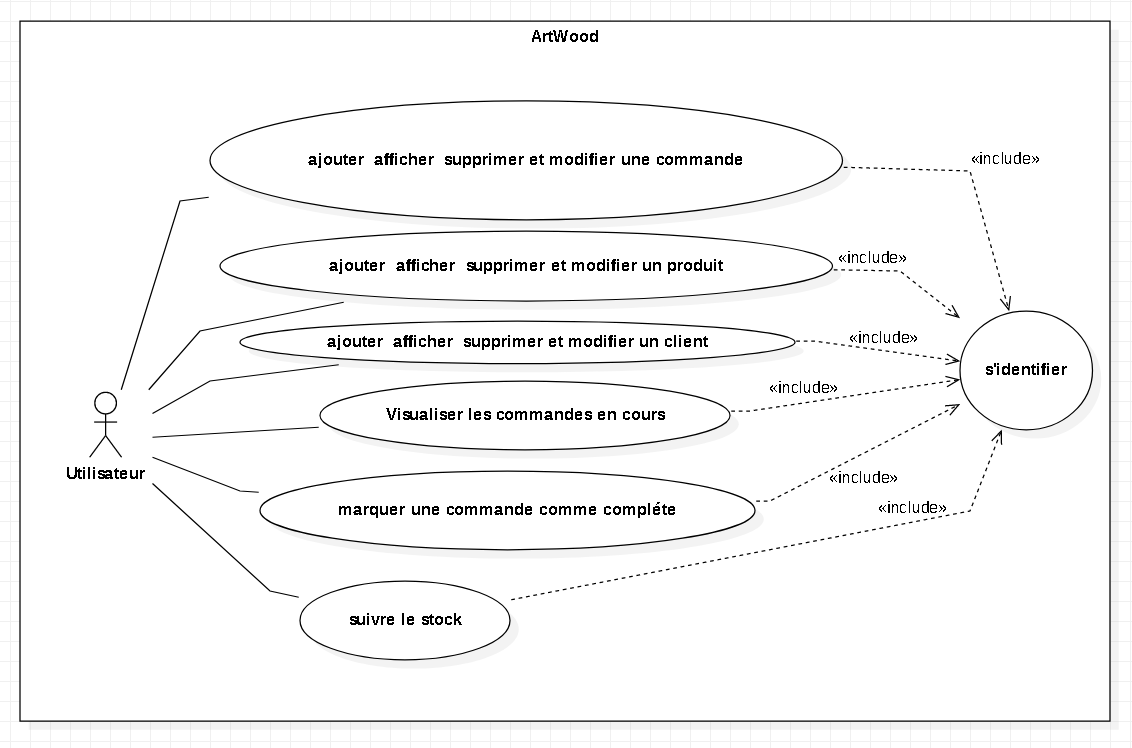 ArtWood
ajouter afficher supprimer et modifier une commande
«include»
ajouter afficher supprimer et modifier un produit
«include»
ajouter afficher supprimer et modifier un client
«include»
s'identifier
Visualiser les commandes en cours
«include»
Utilisateur
marquer une commande comme compléte
«include»
«include»
suivre le stock